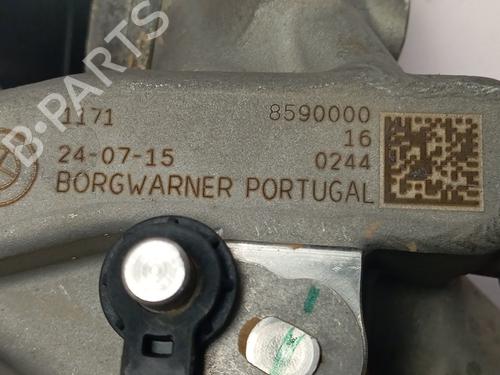 1171 8590000
16
24-07-15 0244
BORGWARNER PORTUGAL
B-PARTS